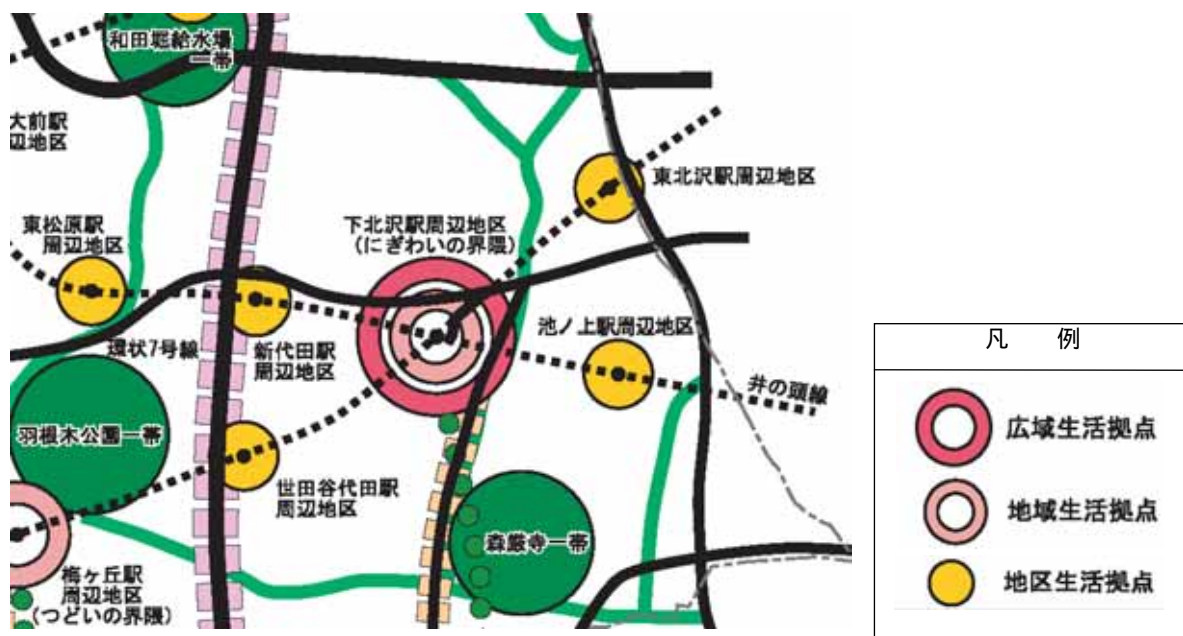 和田堀給水場
一帯
大前駅
辺地区
東北沢駅周辺地区
東松原駅
周辺地区
下北沢駅周辺地区
(にぎわいの界隈)
池ノ上駅周辺地区
環状7号線
新代田駅
周辺地区
井の頭線
羽根木公園一帯
世田谷代田駅
周辺地区
森厳寺一帯
梅ヶ丘駅
周辺地区
(つどいの界隈)
凡 例
広域生活拠点
地域生活拠点
地区生活拠点